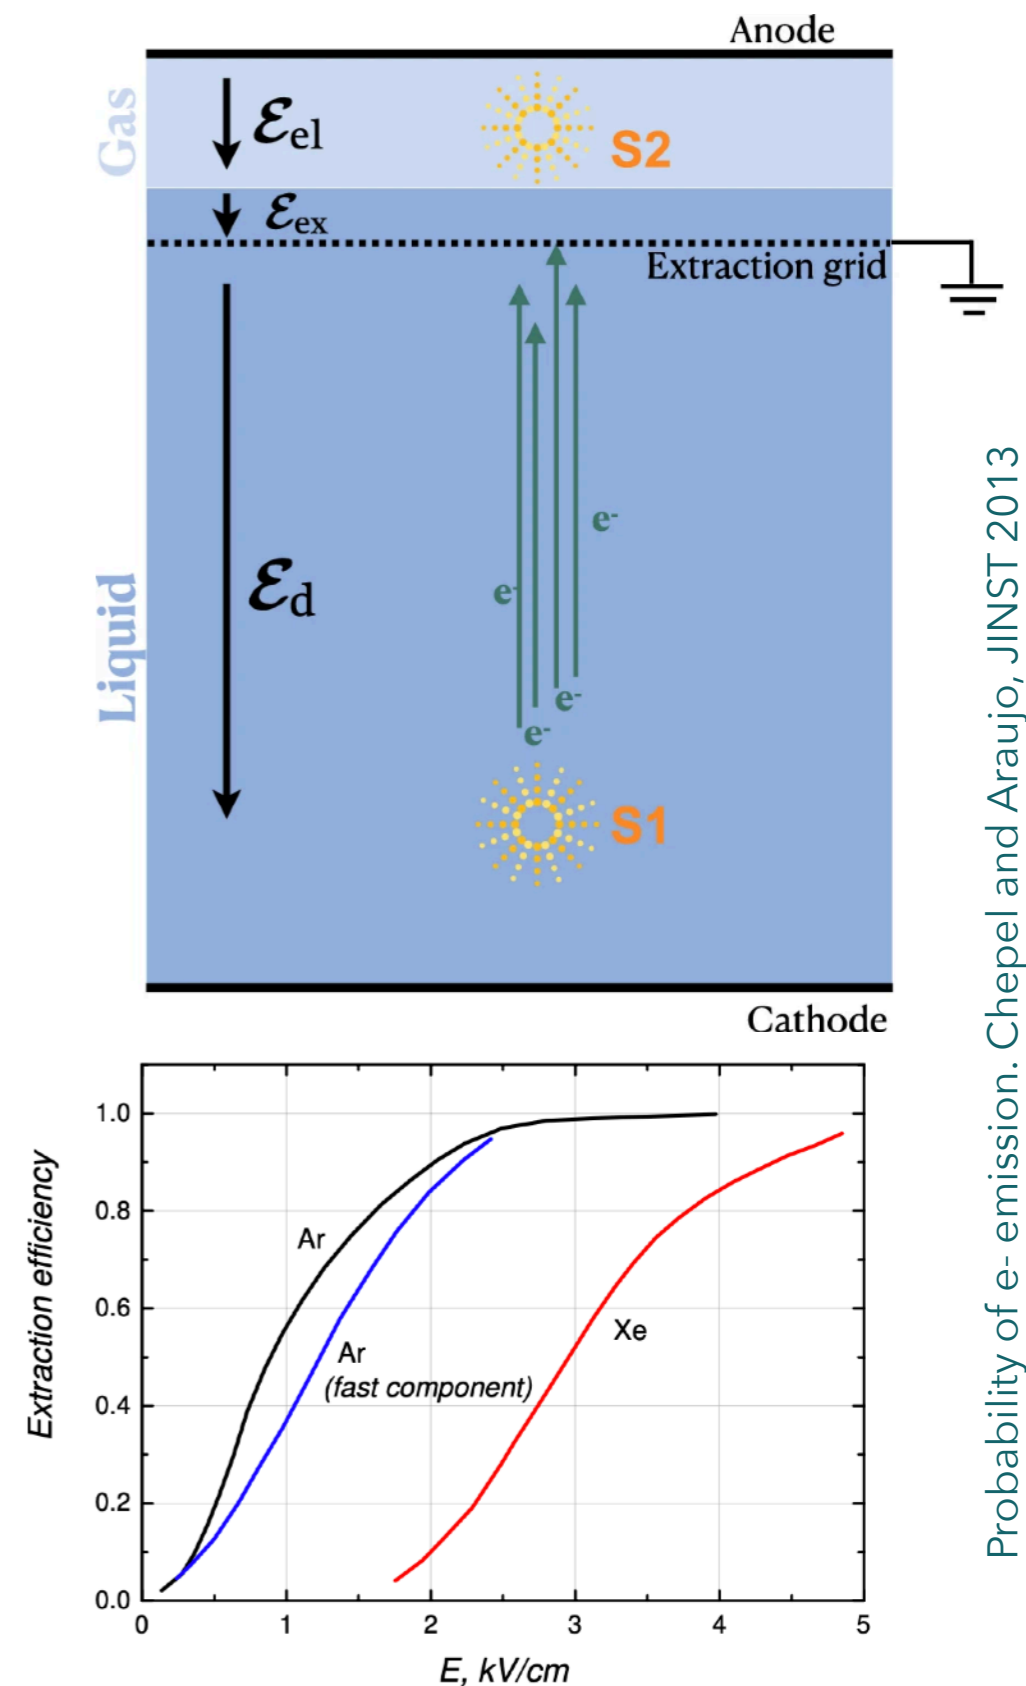 Anode
Gas
ℰel
S2
ℰex
Extraction grid
Liquid
ℰd
e-
e-
e-
e-
S1
Cathode
Probability of e- emission. Chepel and Araujo, JINST 2013
Extraction efficiency
1.0
0.8
0.6
0.4
0.2
0.0
Ar
Ar
(fast component)
Xe
0 1 2 3 4 5
E, kV/cm